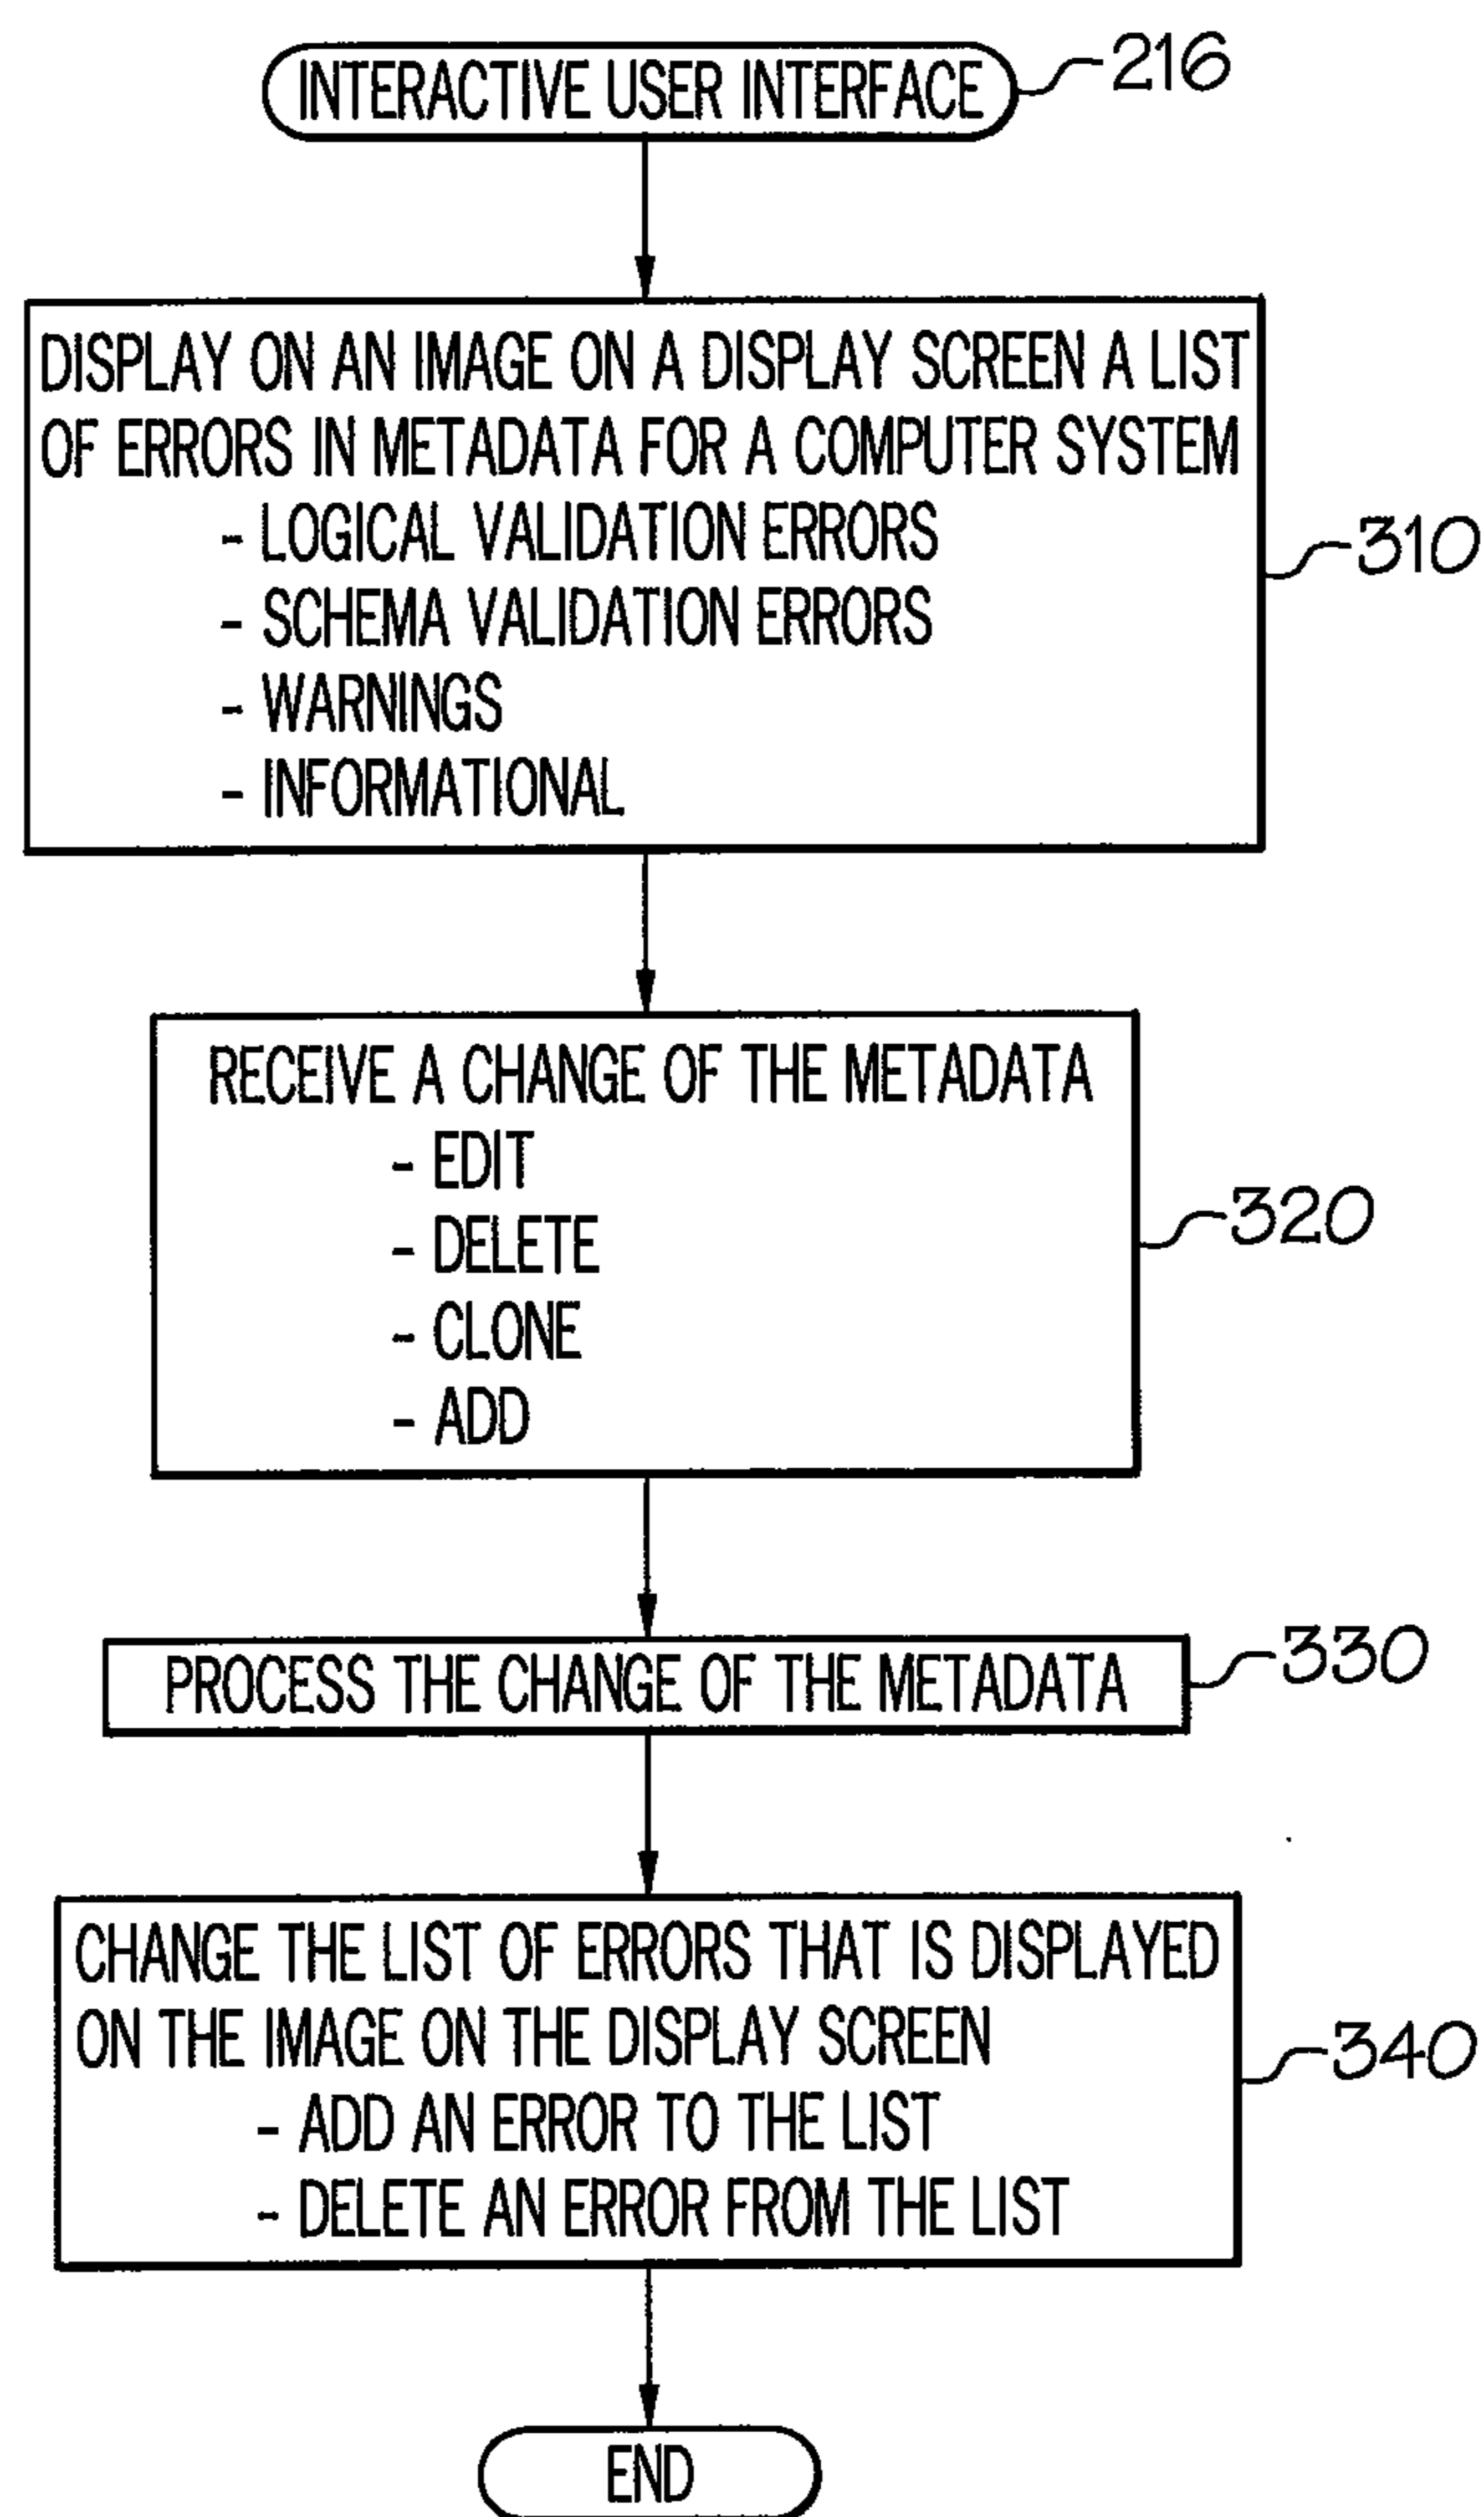 INTERACTIVE USER INTERFACE
216
DISPLAY ON AN IMAGE ON A DISPLAY SCREEN A LIST
OF ERRORS IN METADATA FOR A COMPUTER SYSTEM
- LOGICAL VALIDATION ERRORS
- SCHEMA VALIDATION ERRORS
- WARNINGS
- INFORMATIONAL
310
RECEIVE A CHANGE OF THE METADATA
- EDIT
- DELETE
- CLONE
- ADD
320
PROCESS THE CHANGE OF THE METADATA
330
CHANGE THE LIST OF ERRORS THAT IS DISPLAYED
ON THE IMAGE ON THE DISPLAY SCREEN
- ADD AN ERROR TO THE LIST
- DELETE AN ERROR FROM THE LIST
340
END